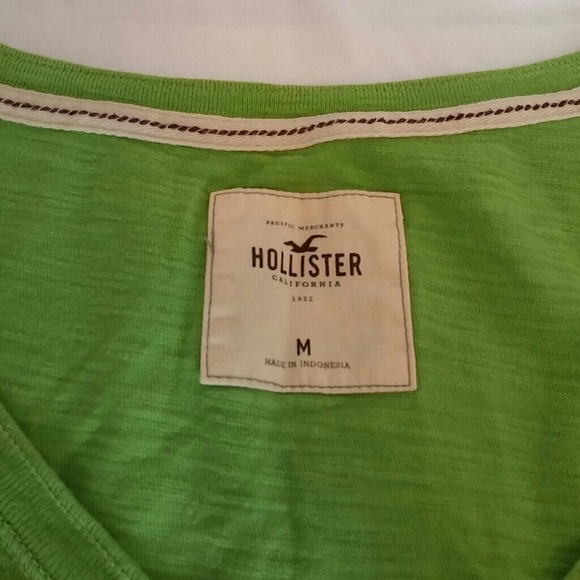 PACIFIC MERCHANTS
HOLLISTER
CALIFORNIA
1922
M
MADE IN INDONESIA